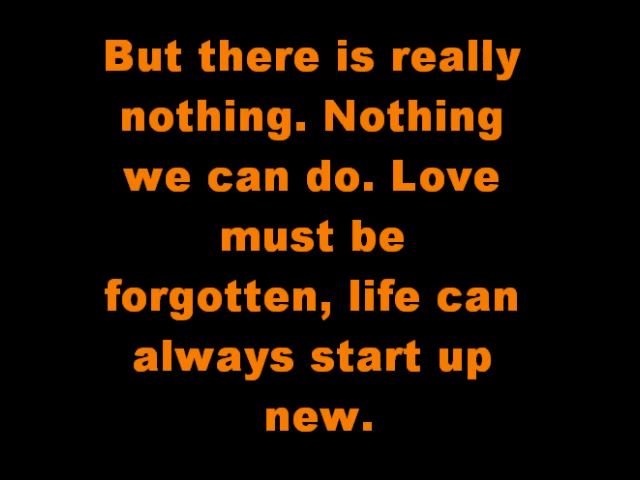 But there is really
nothing. Nothing
we can do. Love
must be
forgotten, life can
always start up
new.